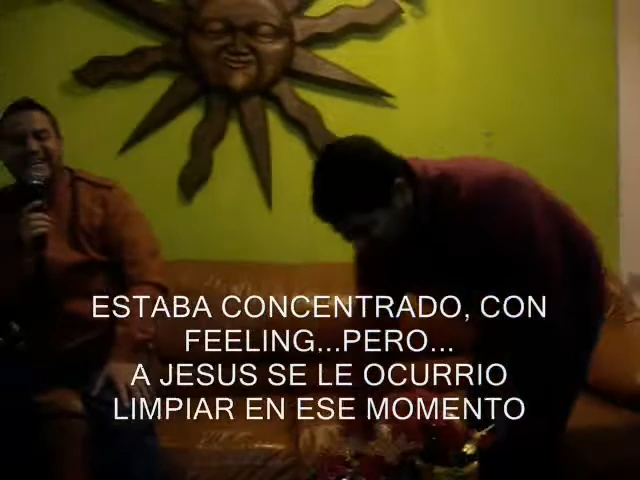 ESTABA CONCENTRADO, CON
FEELING...PERO...
A JESUS SE LE OCURRIO
LIMPIAR EN ESE MOMENTO